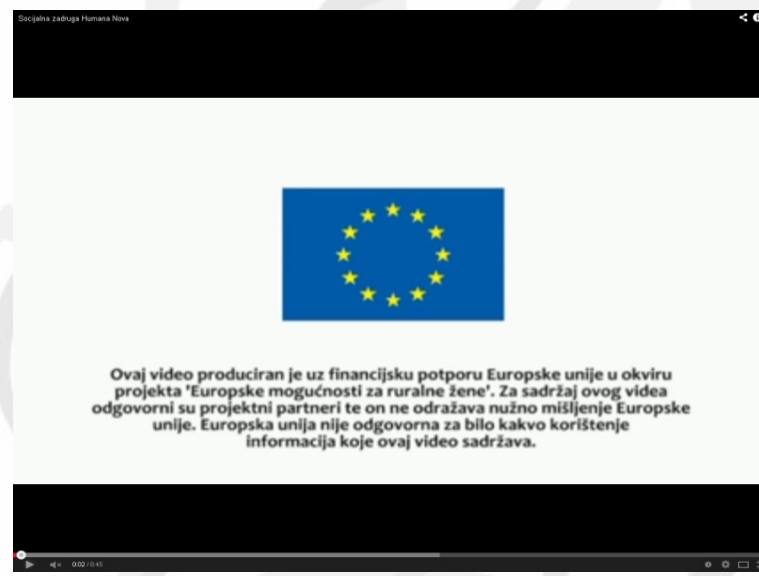 Socijalna zadruga Humana Nova
Ovaj video produciran je uz financijsku potporu Europske unije u okviru
projekta 'Europske mogućnosti za ruralne žene'. Za sadržaj ovog videa
odgovorni su projektni partneri te on ne odražava nužno mišljenje Europske
unije. Europska unija nije odgovorna za bilo kakvo korištenje
informacija koje ovaj video sadržava.
0:02 / 8:45